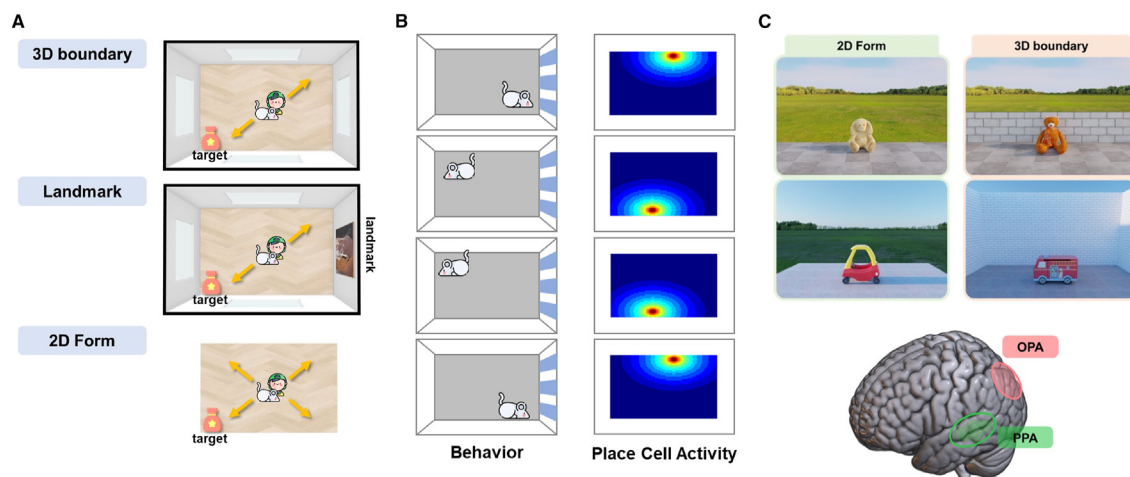 A
3D boundary
target
Landmark
landmark
target
2D Form
target
B
Behavior
Place Cell Activity
C
2D Form
3D boundary
OPA
PPA